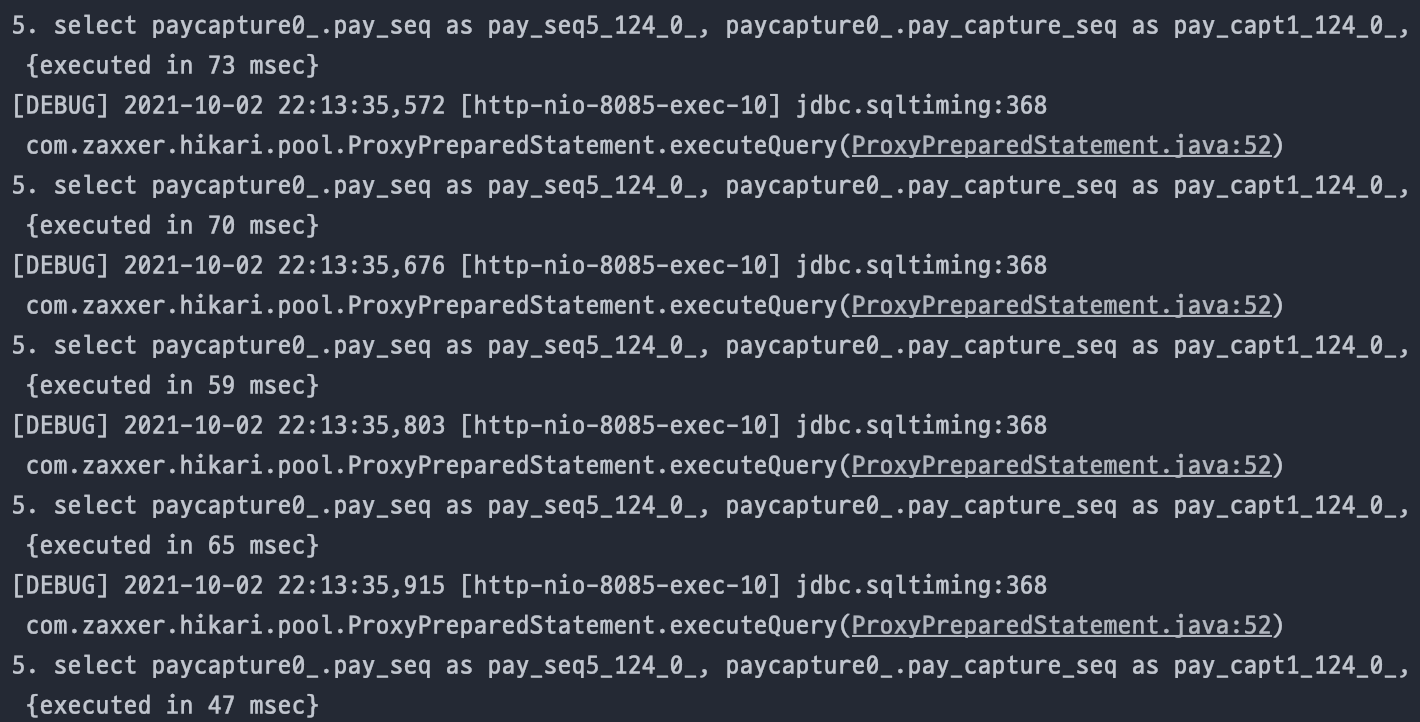 5. select paycapture0_.pay_seq as pay_seq5_124_0_, paycapture0_.pay_capture_seq as pay_capt1_124_0_,
{executed in 73 msec}
[DEBUG] 2021-10-02 22:13:35,572 [http-nio-8085-exec-10] jdbc.sqltiming:368
com.zaxxer.hikari.pool.ProxyPreparedStatement.executeQuery(ProxyPreparedStatement.java:52)
5. select paycapture0_.pay_seq as pay_seq5_124_0_, paycapture0_.pay_capture_seq as pay_capt1_124_0_,
{executed in 70 msec}
[DEBUG] 2021-10-02 22:13:35,676 [http-nio-8085-exec-10] jdbc.sqltiming:368
com.zaxxer.hikari.pool.ProxyPreparedStatement.executeQuery(ProxyPreparedStatement.java:52)
5. select paycapture0_.pay_seq as pay_seq5_124_0_, paycapture0_.pay_capture_seq as pay_capt1_124_0_,
{executed in 59 msec}
[DEBUG] 2021-10-02 22:13:35,803 [http-nio-8085-exec-10] jdbc.sqltiming:368
com.zaxxer.hikari.pool.ProxyPreparedStatement.executeQuery(ProxyPreparedStatement.java:52)
5. select paycapture0_.pay_seq as pay_seq5_124_0_, paycapture0_.pay_capture_seq as pay_capt1_124_0_,
{executed in 65 msec}
[DEBUG] 2021-10-02 22:13:35,915 [http-nio-8085-exec-10] jdbc.sqltiming:368
com.zaxxer.hikari.pool.ProxyPreparedStatement.executeQuery(ProxyPreparedStatement.java:52)
5. select paycapture0_.pay_seq as pay_seq5_124_0_, paycapture0_.pay_capture_seq as pay_capt1_124_0_,
{executed in 47 msec}